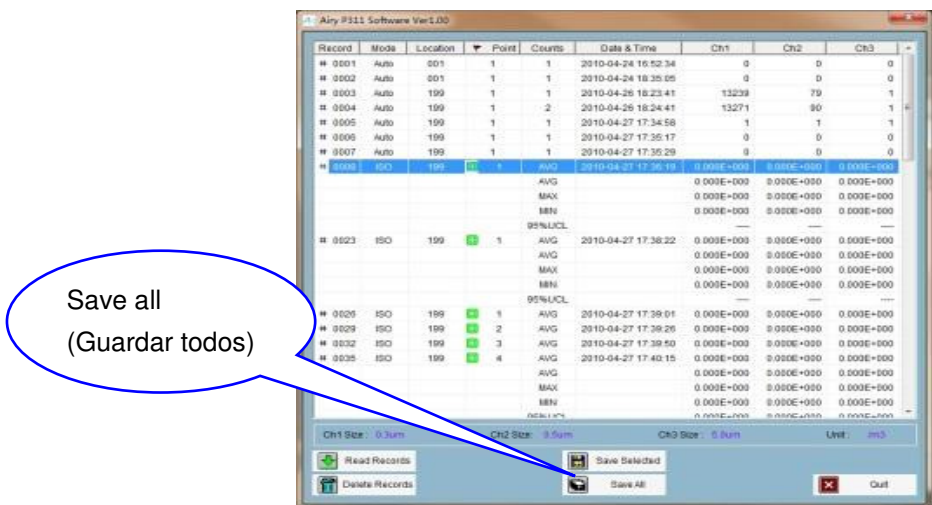 Airy P311 Software Ver1.00
Record Mode Location Point Counts Date & Time Ch1 Ch2 Ch3
# 0001 Auto 001 1 1 2010-04-24 16:52:34 0 0 0
# 0002 Auto 001 1 1 2010-04-24 18:35:05 0 0 0
# 0003 Auto 199 1 1 2010-04-26 18:23:41 13239 79 1
# 0004 Auto 199 1 2 2010-04-26 18:24:41 13271 90 1
# 0005 Auto 199 1 1 2010-04-27 17:34:58 1 1 1
# 0006 Auto 199 1 1 2010-04-27 17:35:17 0 0 0
# 0007 Auto 199 1 1 2010-04-27 17:35:29 0 0 0
# ISO 199 1 AVG 2010-04-27 0.000E+000 0.000E+000 0.000E+000
AVG 0.000E+000 0.000E+000 0.000E+000
MAX 0.000E+000 0.000E+000 0.000E+000
MIN 0.000E+000 0.000E+000 0.000E+000
95%UCL ---- ---- ----
# 0023 ISO 199 1 AVG 2010-04-27 17:38:22 0.000E+000 0.000E+000 0.000E+000
AVG 0.000E+000 0.000E+000 0.000E+000
MAX 0.000E+000 0.000E+000 0.000E+000
MIN 0.000E+000 0.000E+000 0.000E+000
95%UCL ---- ---- ----
# 0026 ISO 199 1 AVG 2010-04-27 17:39:01 0.000E+000 0.000E+000 0.000E+000
# 0029 ISO 199 2 AVG 2010-04-27 17:39:26 0.000E+000 0.000E+000 0.000E+000
# 0032 ISO 199 3 AVG 2010-04-27 17:39:50 0.000E+000 0.000E+000 0.000E+000
# 0035 ISO 199 4 AVG 2010-04-27 17:40:15 0.000E+000 0.000E+000 0.000E+000
AVG 0.000E+000 0.000E+000 0.000E+000
MAX 0.000E+000 0.000E+000 0.000E+000
MIN 0.000E+000 0.000E+000 0.000E+000
Ch1 Size : 0.3um Ch2 Size: 0.5um Ch3 Size : 5.0um Unit : /m3
Read Records Save Selected
Delete Records Save All Quit
Save all
(Guardar todos)